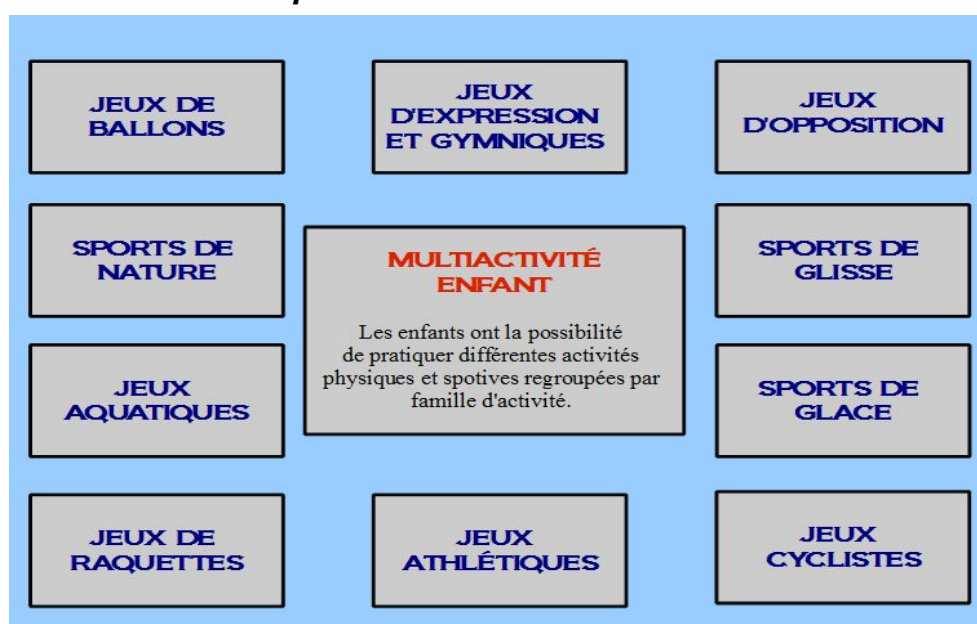 JEUX DE
BALLONS
JEUX
D'EXPRESSION
ET GYMNIQUES
JEUX
D'OPPOSITION
SPORTS DE
NATURE
MULTIACTIVITÉ
ENFANT
Les enfants ont la possibilité
de pratiquer différentes activités
physiques et spotives regroupées par
famille d'activité.
SPORTS DE
GLISSE
JEUX
AQUATIQUES
SPORTS DE
GLACE
JEUX DE
RAQUETTES
JEUX
ATHLÉTIQUES
JEUX
CYCLISTES